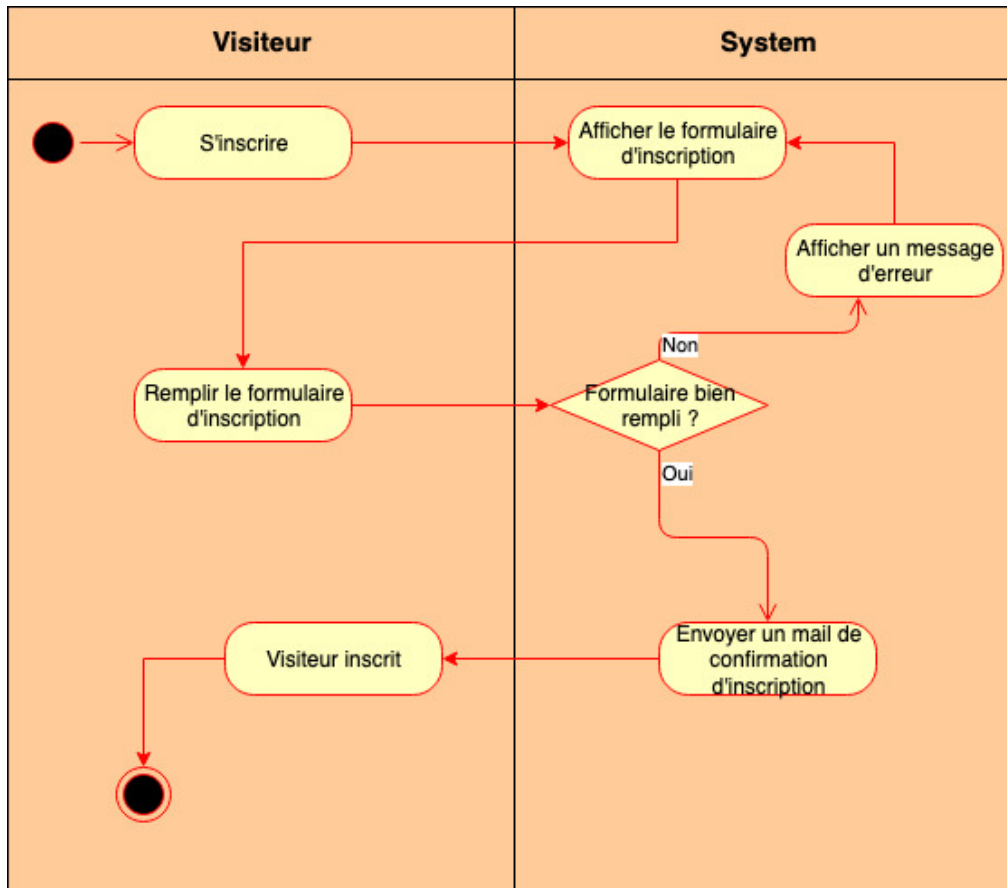 Visiteur
System
S'inscrire
Afficher le formulaire
d'inscription
Afficher un message
d'erreur
Non
Remplir le formulaire
d'inscription
Formulaire bien
rempli ?
Oui
Visiteur inscrit
Envoyer un mail de
confirmation
d'inscription